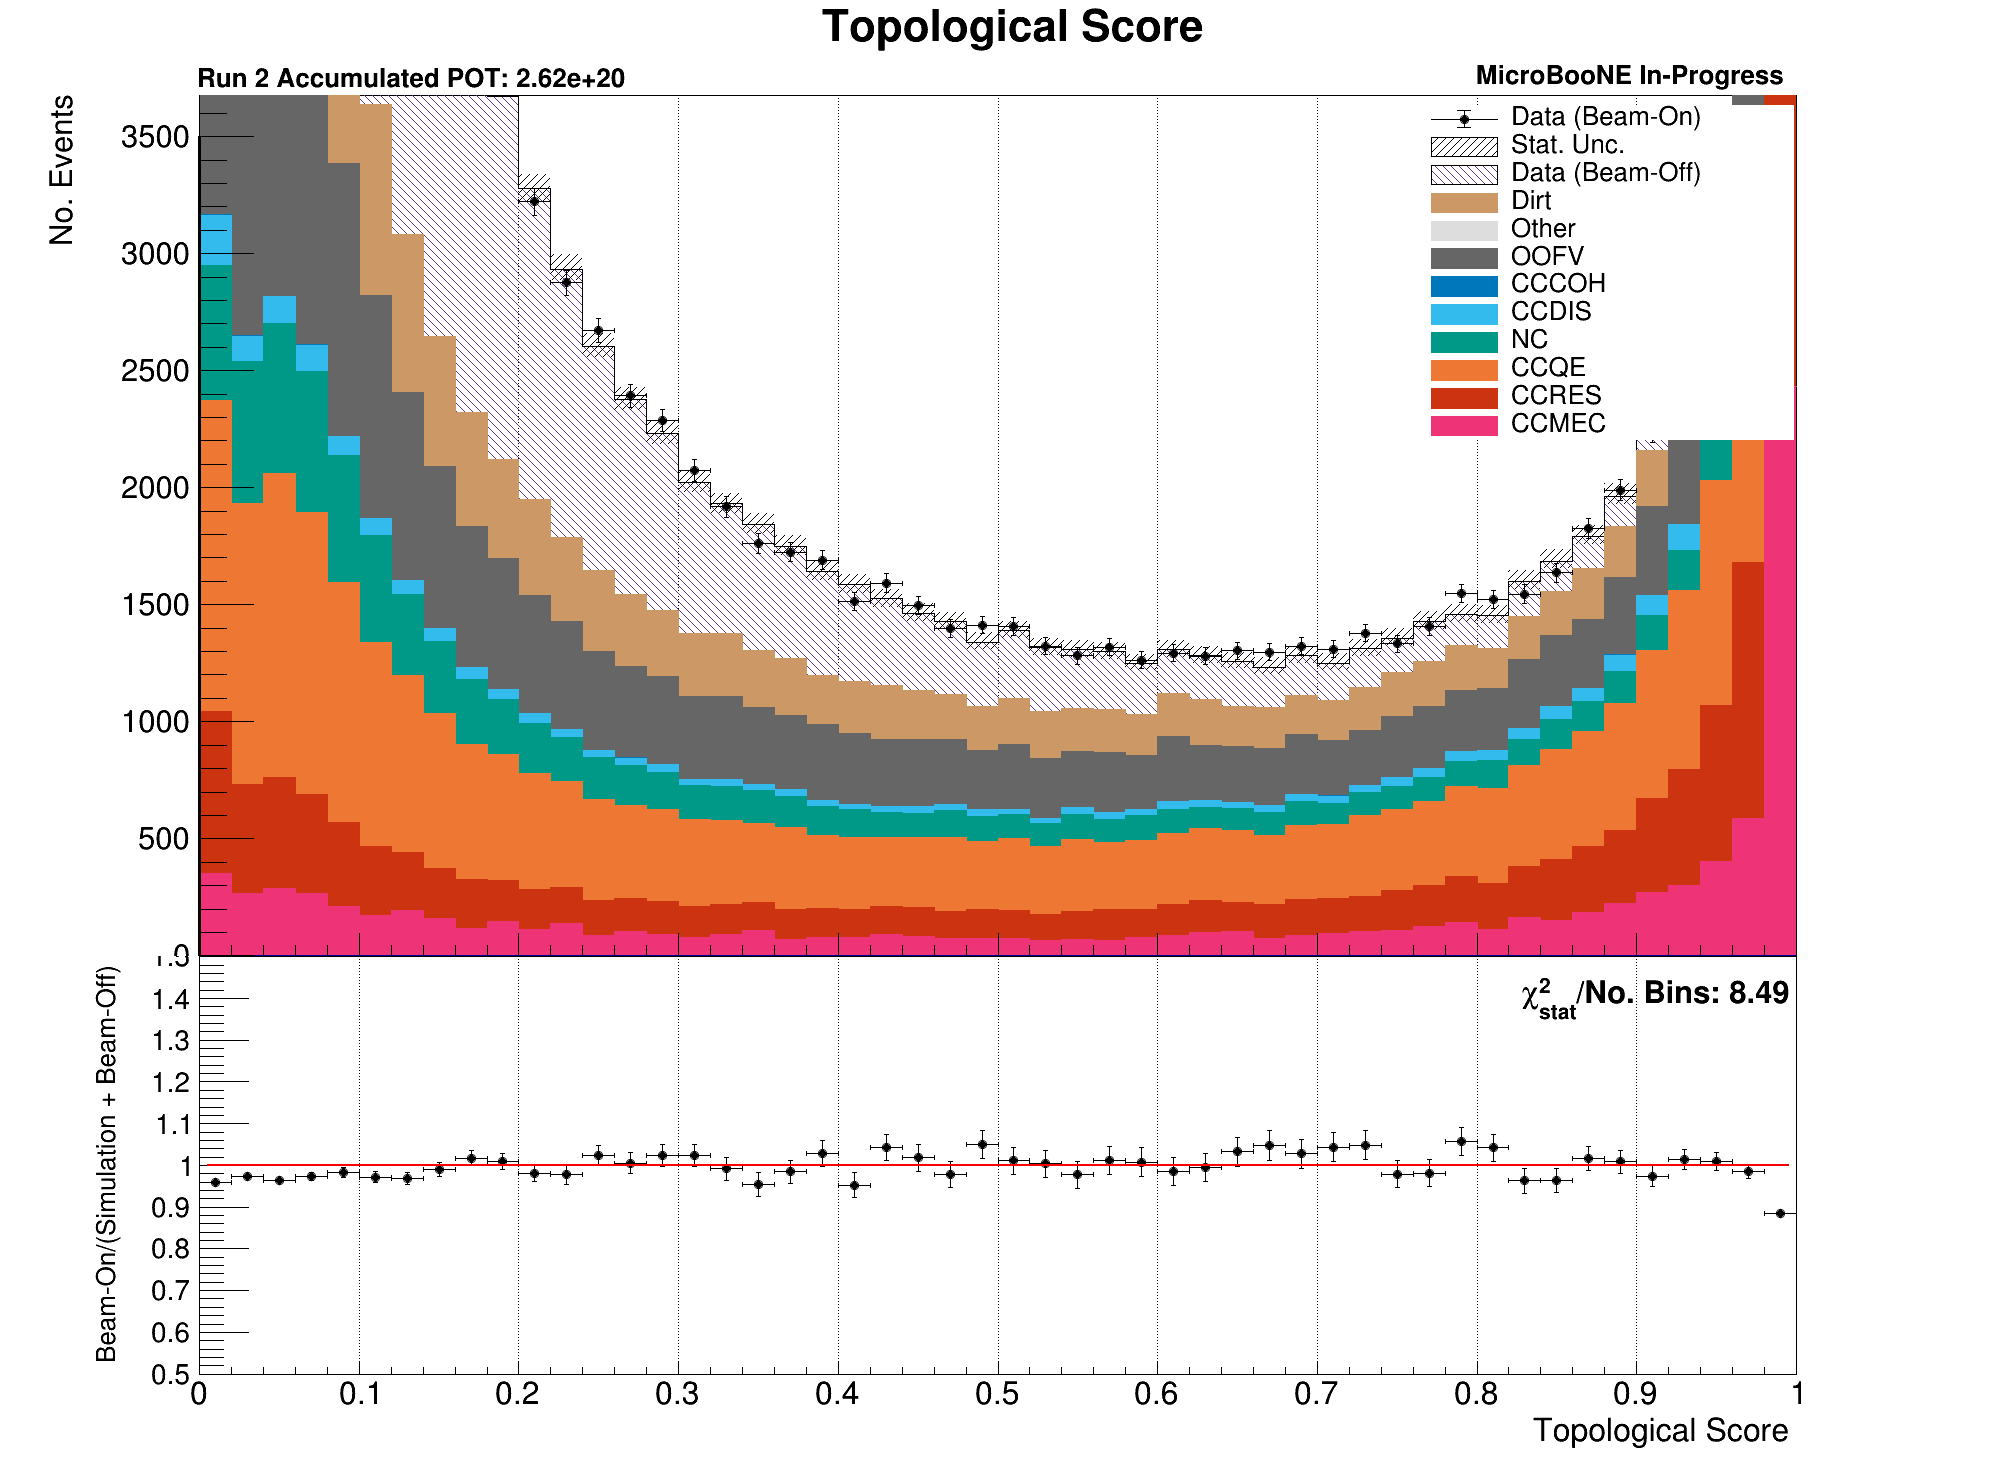 Topological Score
Run 2 Accumulated POT: 2.62e+20
MicroBooNE In-Progress
No. Events
3500
3000
2500
2000
1500
1000
500
0
Data (Beam-On)
Stat. Unc.
Data (Beam-Off)
Dirt
Other
OOFV
CCCOH
CCDIS
NC
CCQE
CCRES
CCMEC
Beam-On/(Simulation + Beam-Off)
χ²stat/No. Bins: 8.49
1.5
1.4
1.3
1.2
1.1
1
0.9
0.8
0.7
0.6
0.5
0 0.1 0.2 0.3 0.4 0.5 0.6 0.7 0.8 0.9 1
Topological Score